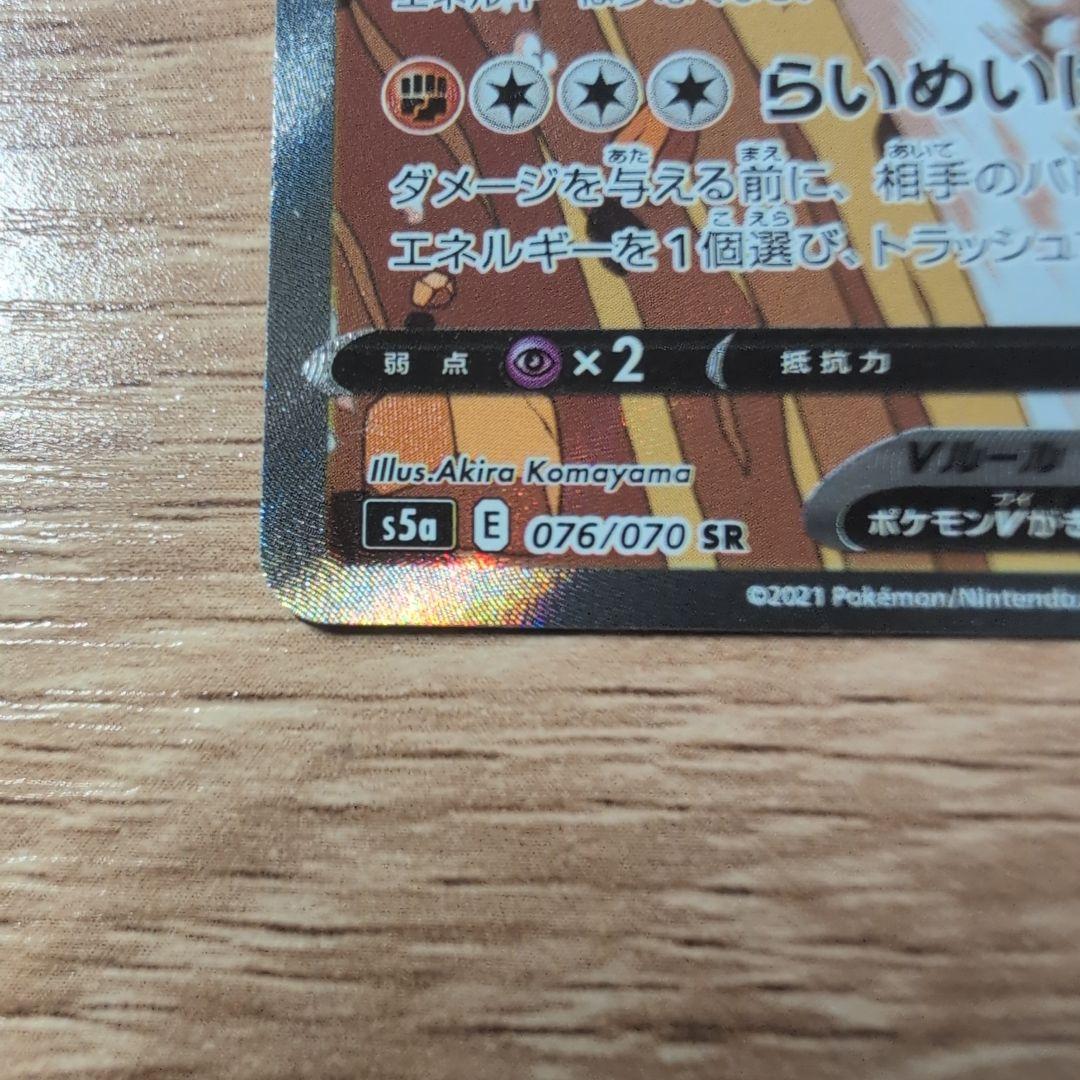 らいめいげ
ダメージを与える前に、相手のバト
エネルギーを1個選び、トラッシュ
弱点 ×2 抵抗力
Illus.Akira Komayama
Vルール
s5a E 076/070 SR
ポケモンVがき
©2021 Pokémon/Nintendo